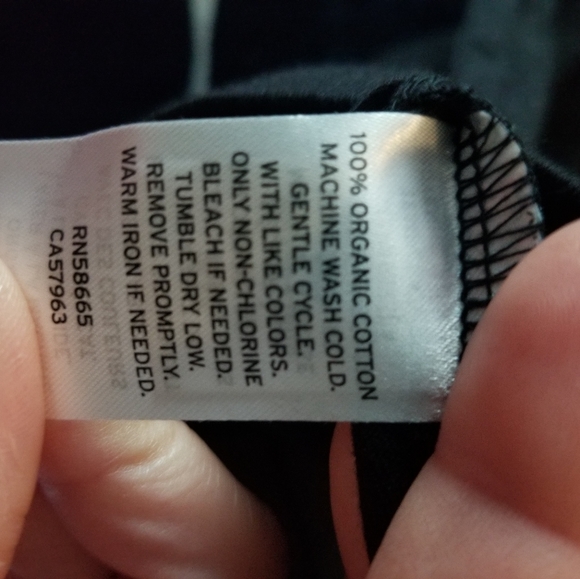 100% ORGANIC COTTON
MACHINE WASH COLD.
GENTLE CYCLE.
WITH LIKE COLORS.
ONLY NON-CHLORINE
BLEACH IF NEEDED.
TUMBLE DRY LOW.
REMOVE PROMPTLY.
WARM IRON IF NEEDED.
RN58665
CA57963